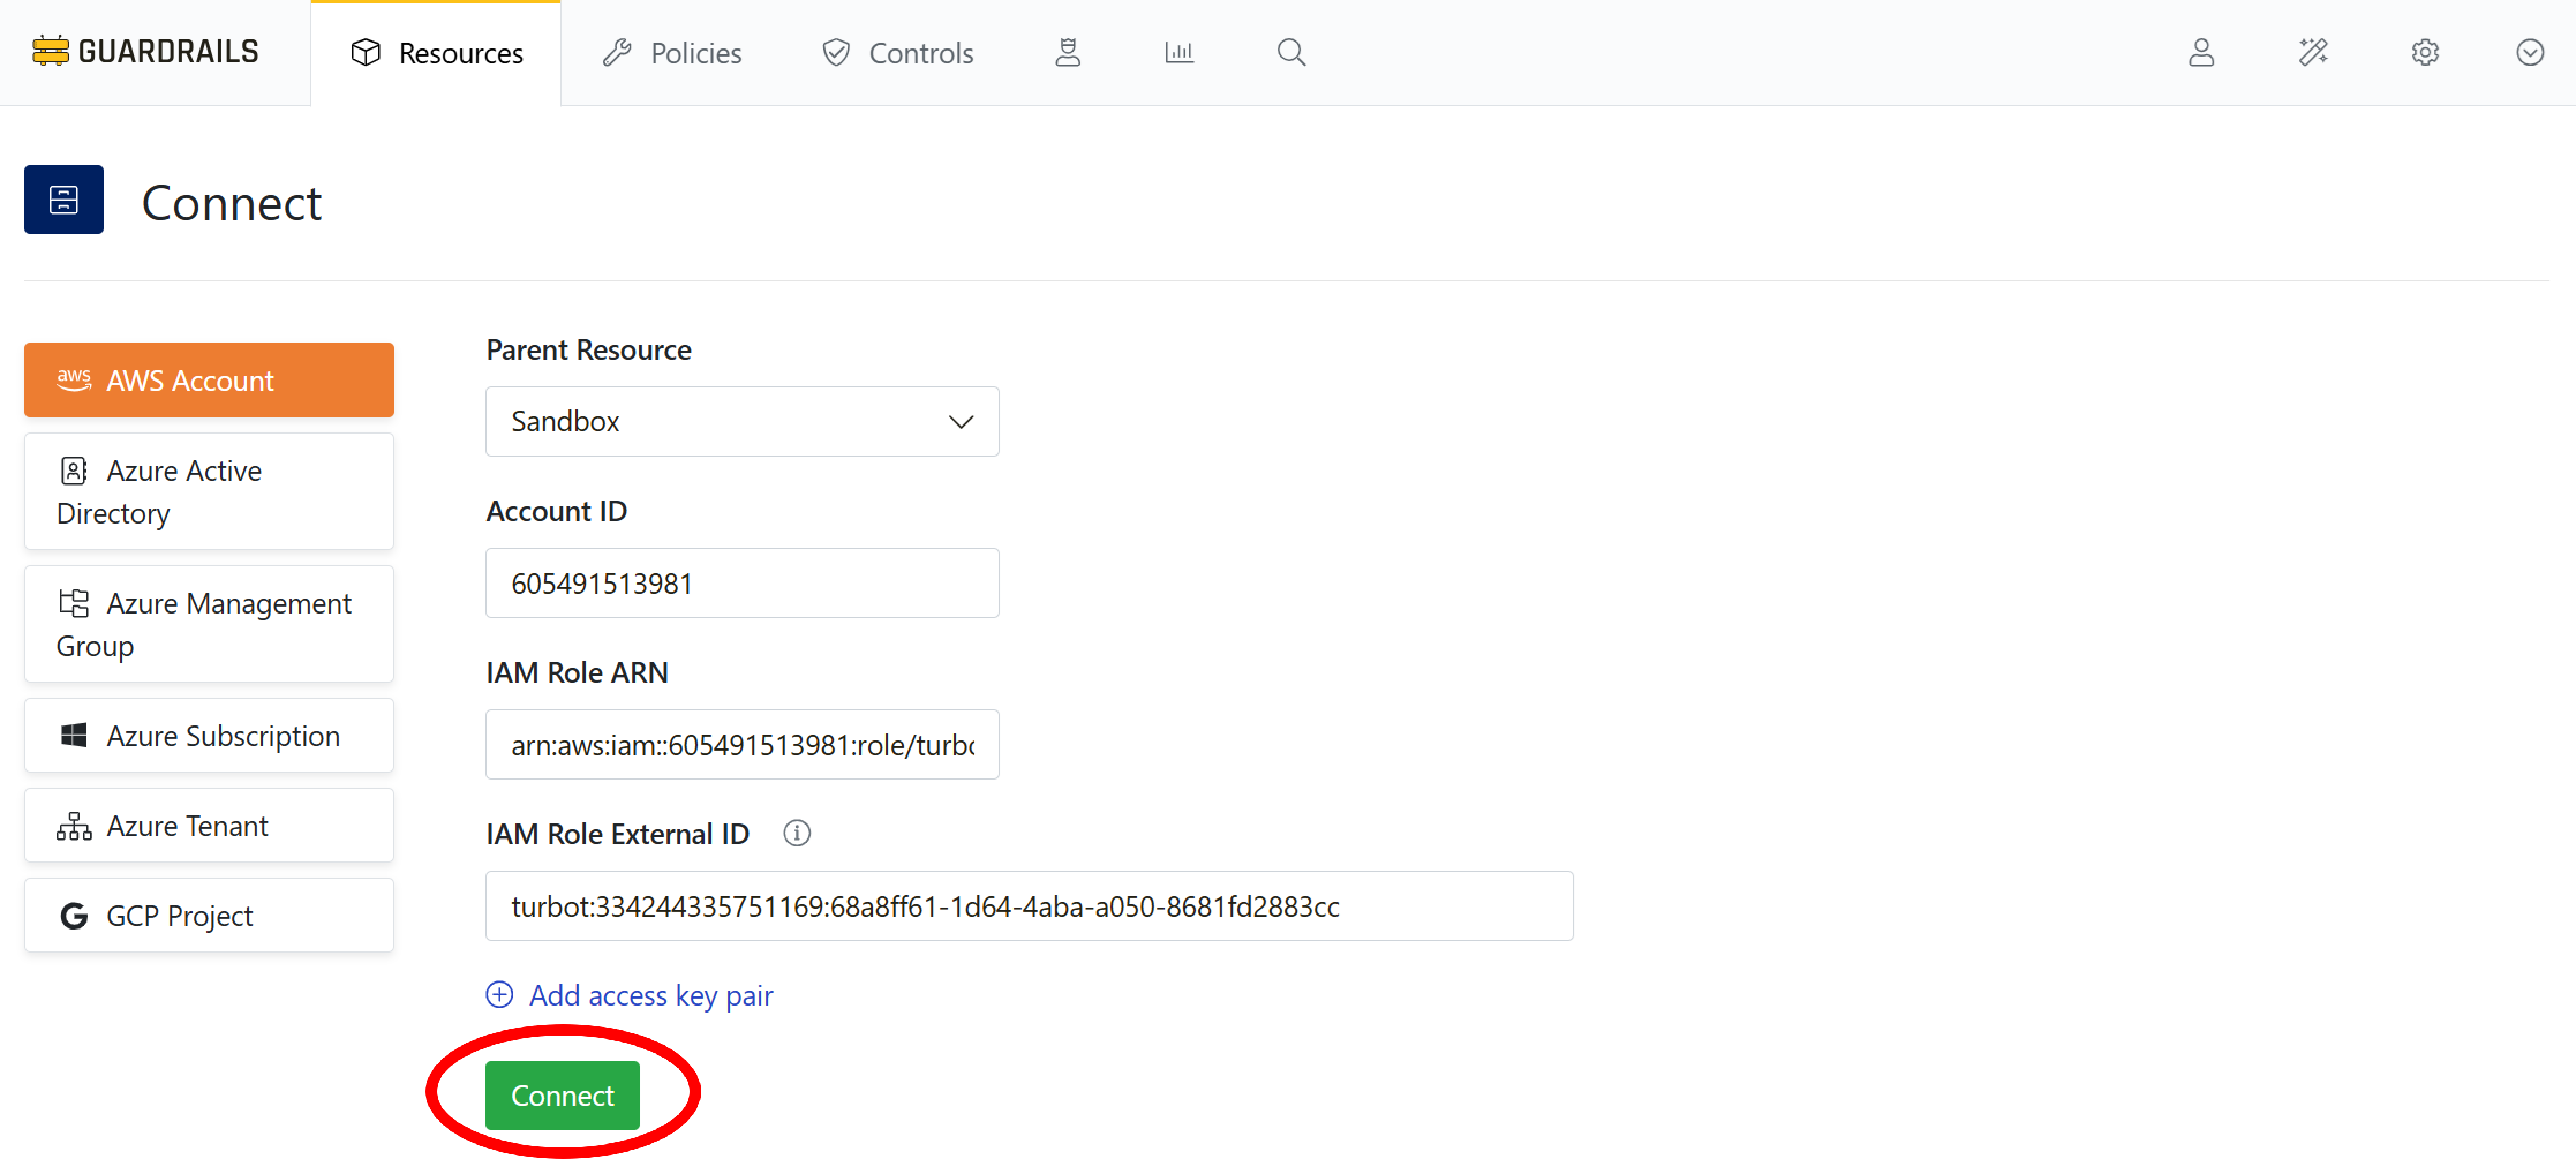 GUARDRAILS
Resources
Policies
Controls
Connect
aws AWS Account
Azure Active
Directory
Azure Management
Group
Azure Subscription
Azure Tenant
GCP Project
Parent Resource
Sandbox
Account ID
605491513981
IAM Role ARN
arn:aws:iam::605491513981:role/turbo
IAM Role External ID
turbot:334244335751169:68a8ff61-1d64-4aba-a050-8681fd2883cc
Add access key pair
Connect